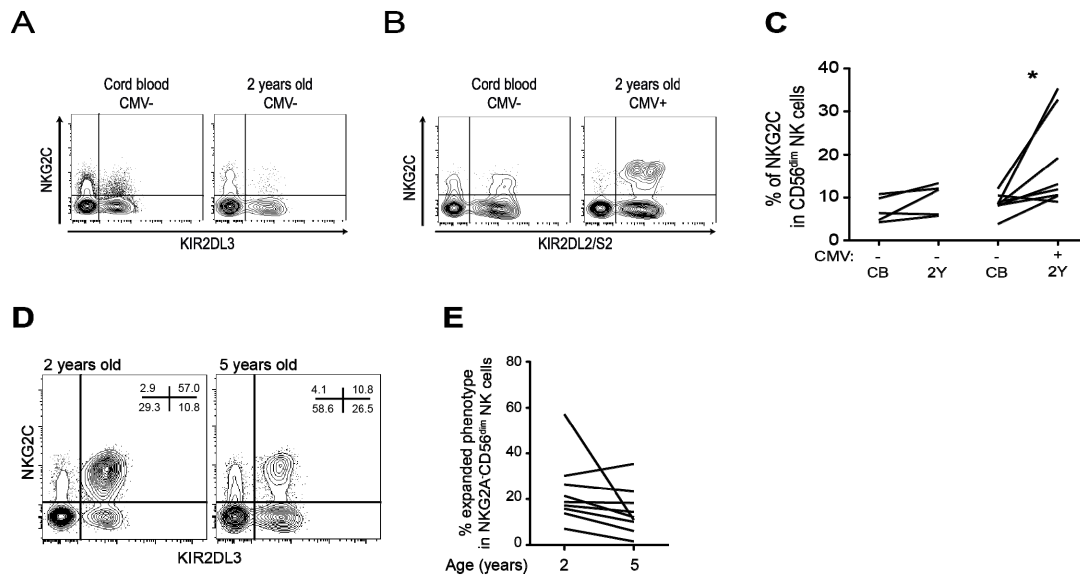 A
Cord blood
CMV-
2 years old
CMV-
NKG2C
KIR2DL3
B
Cord blood
CMV-
2 years old
CMV+
NKG2C
KIR2DL2/S2
C
% of NKG2C
in CD56dim NK cells
40
30
20
10
0
*
CMV: - - - +
CB 2Y CB 2Y
D
2 years old
2.9 57.0
29.3 10.8
5 years old
4.1 10.8
58.6 26.5
NKG2C
KIR2DL3
E
% expanded phenotype
in NKG2A-CD56dim NK cells
80
60
40
20
0
Age (years) 2 5